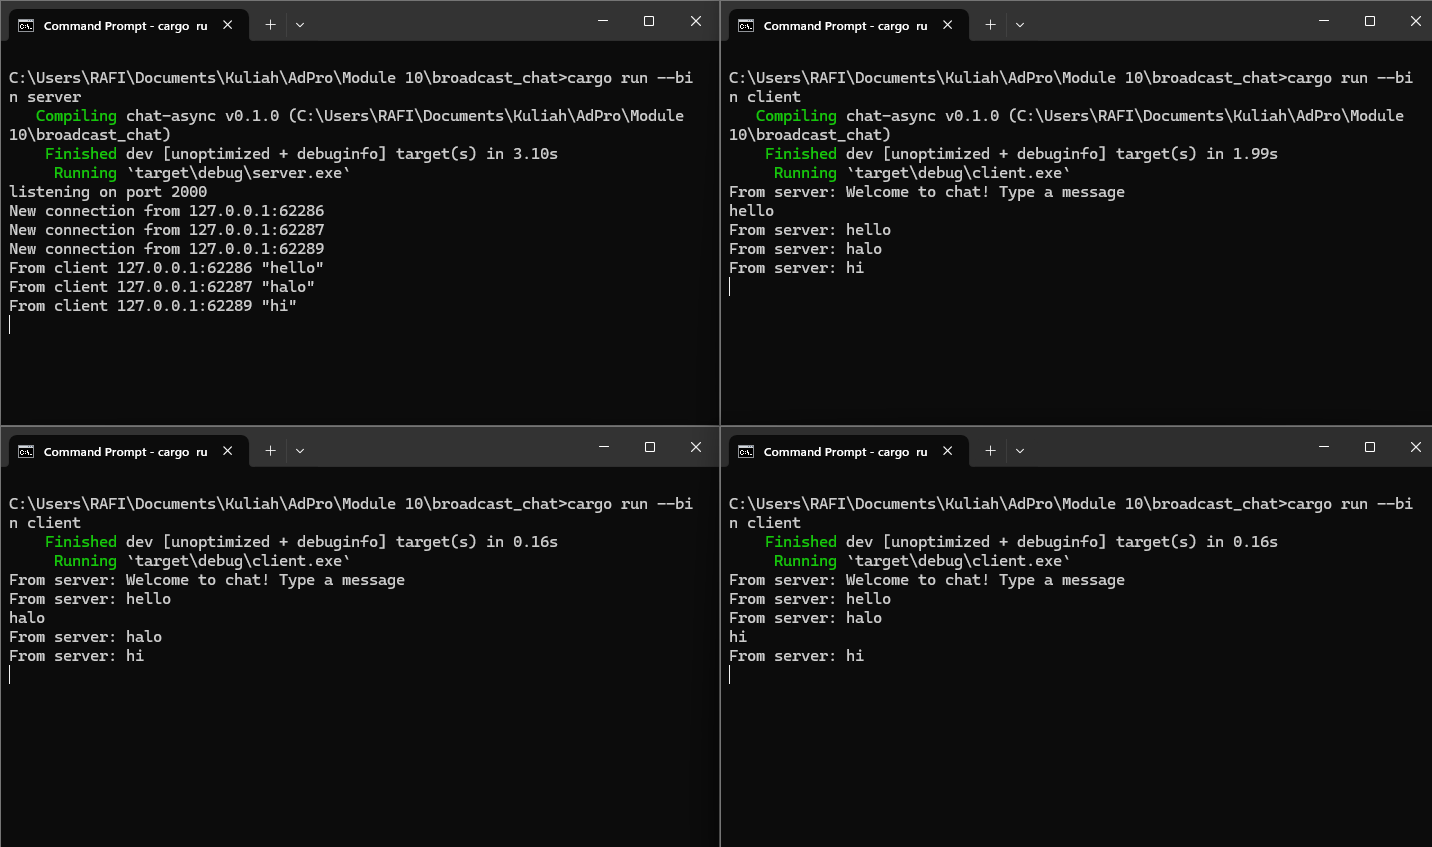 Command Prompt - cargo  ru
C:\Users\RAFI\Documents\Kuliah\AdPro\Module 10\broadcast_chat>cargo run --bi
n server
   Compiling chat-async v0.1.0 (C:\Users\RAFI\Documents\Kuliah\AdPro\Module
10\broadcast_chat)
    Finished dev [unoptimized + debuginfo] target(s) in 3.10s
     Running `target\debug\server.exe`
listening on port 2000
New connection from 127.0.0.1:62286
New connection from 127.0.0.1:62287
New connection from 127.0.0.1:62289
From client 127.0.0.1:62286 "hello"
From client 127.0.0.1:62287 "halo"
From client 127.0.0.1:62289 "hi"
Command Prompt - cargo  ru
C:\Users\RAFI\Documents\Kuliah\AdPro\Module 10\broadcast_chat>cargo run --bi
n client
   Compiling chat-async v0.1.0 (C:\Users\RAFI\Documents\Kuliah\AdPro\Module
10\broadcast_chat)
    Finished dev [unoptimized + debuginfo] target(s) in 1.99s
     Running `target\debug\client.exe`
From server: Welcome to chat! Type a message
hello
From server: hello
From server: halo
From server: hi
Command Prompt - cargo  ru
C:\Users\RAFI\Documents\Kuliah\AdPro\Module 10\broadcast_chat>cargo run --bi
n client
    Finished dev [unoptimized + debuginfo] target(s) in 0.16s
     Running `target\debug\client.exe`
From server: Welcome to chat! Type a message
From server: hello
halo
From server: halo
From server: hi
Command Prompt - cargo  ru
C:\Users\RAFI\Documents\Kuliah\AdPro\Module 10\broadcast_chat>cargo run --bi
n client
    Finished dev [unoptimized + debuginfo] target(s) in 0.16s
     Running `target\debug\client.exe`
From server: Welcome to chat! Type a message
From server: hello
From server: halo
hi
From server: hi